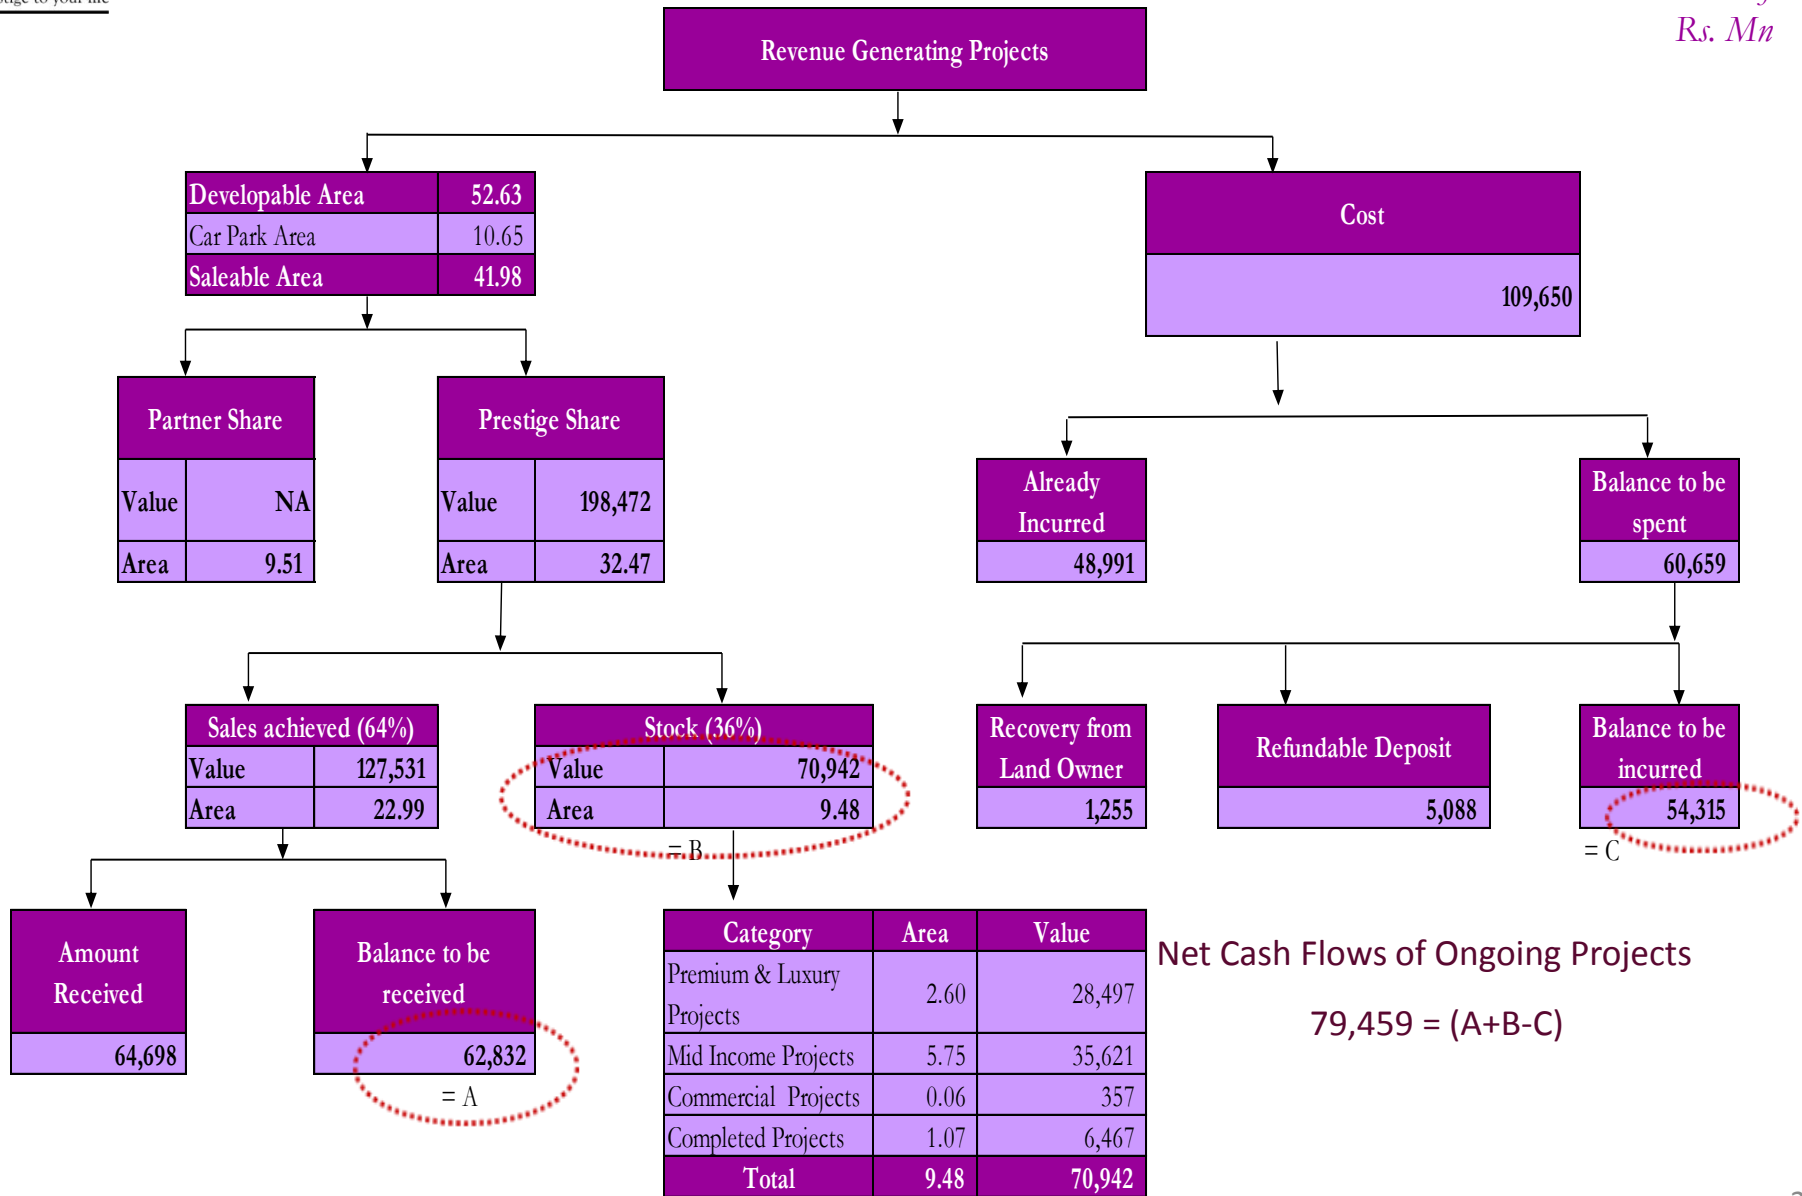 to your life
Rs. Mn
Revenue Generating Projects
Developable Area 52.63
Car Park Area 10.65
Saleable Area 41.98
Cost
109,650
Partner Share
Value NA
Area 9.51
Prestige Share
Value 198,472
Area 32.47
Already
Incurred
48,991
Balance to be
spent
60,659
Sales achieved (64%)
Value 127,531
Area 22.99
Stock (36%)
Value 70,942
Area 9.48
= B
Recovery from
Land Owner
1,255
Refundable Deposit
5,088
Balance to be
incurred
54,315
= C
Amount
Received
64,698
Balance to be
received
62,832
= A
Category Area Value
Premium & Luxury
Projects 2.60 28,497
Mid Income Projects 5.75 35,621
Commercial Projects 0.06 357
Completed Projects 1.07 6,467
Total 9.48 70,942
Net Cash Flows of Ongoing Projects
79,459 = (A+B-C)